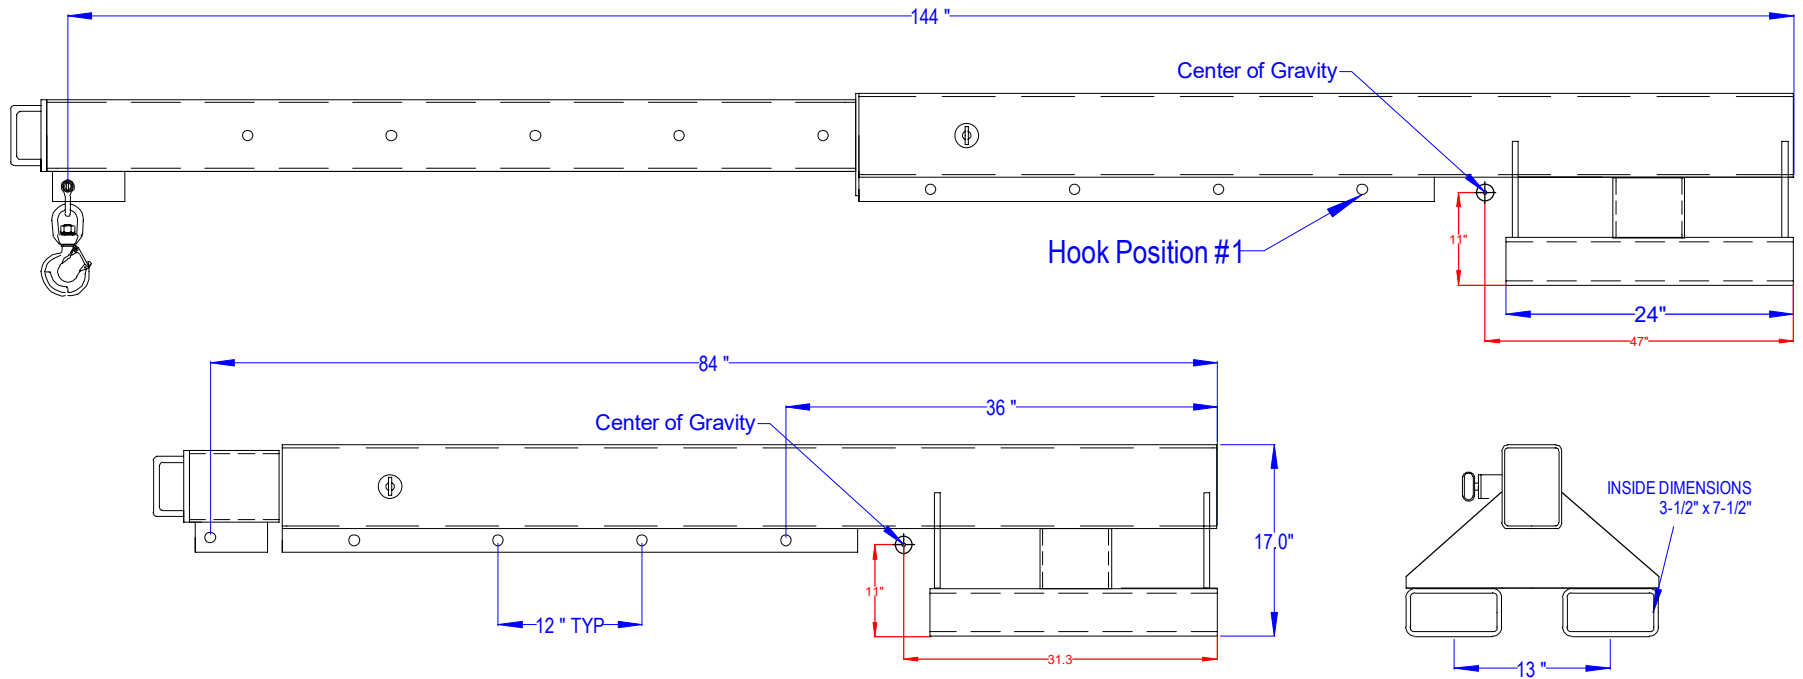 144 "
Center of Gravity
Hook Position #1
11"
24"
47"
84 "
36 "
Center of Gravity
INSIDE DIMENSIONS
3-1/2" x 7-1/2"
17.0"
11"
12 " TYP
31.3
13 "